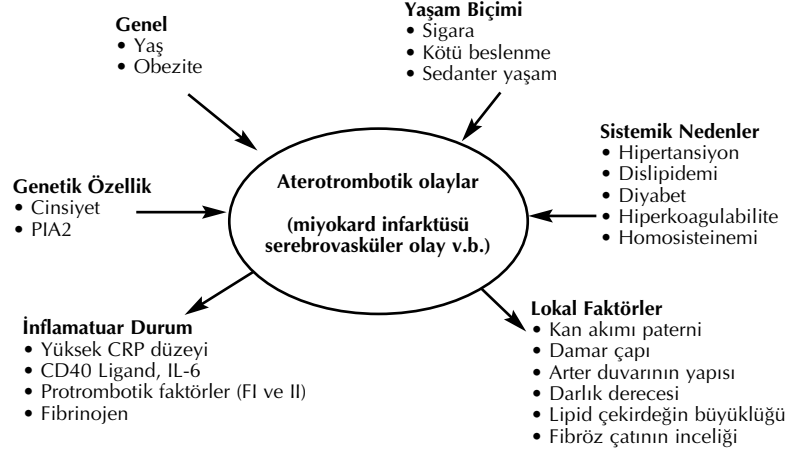 Genel
• Yaş
• Obezite
Yaşam Biçimi
• Sigara
• Kötü beslenme
• Sedanter yaşam
Sistemik Nedenler
• Hipertansiyon
• Dislipidemi
• Diyabet
• Hiperkoagulabilite
• Homosisteinemi
Genetik Özellik
• Cinsiyet
• PIA2
Aterotrombotik olaylar
(miyokard infarktüsü
serebrovasküler olay v.b.)
İnflamatuar Durum
• Yüksek CRP düzeyi
• CD40 Ligand, IL-6
• Protrombotik faktörler (FI ve II)
• Fibrinojen
Lokal Faktörler
• Kan akımı paterni
• Damar çapı
• Arter duvarının yapısı
• Darlık derecesi
• Lipid çekirdeğin büyüklüğü
• Fibröz çatının inceliği